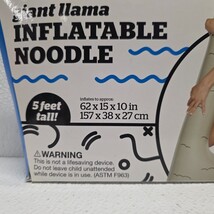 giant llama
INFLATABLE
NOODLE
5 feet
tall!
inflates to approx.
62 x 15 x 10 in
157 x 38 x 27 cm
WARNING
This is not a lifesaving device.
Do not leave child unattended
while device is in use. (ASTM F963)